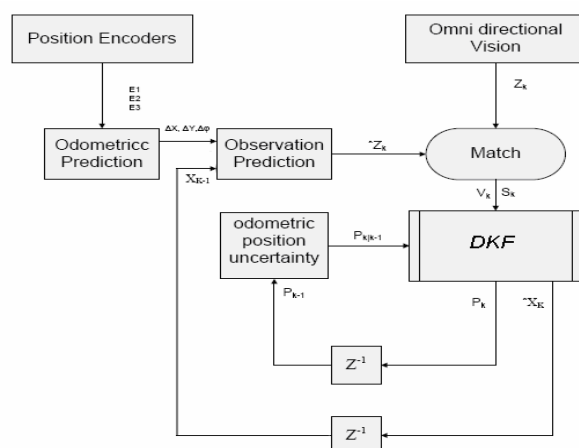 Position Encoders
Omni directional
Vision
E1
E2
E3
Zk
ΔX, ΔY,Δφ
Odometricc
Prediction
Observation
Prediction
^Zk
Match
XK-1
Vk
Sk
odometric
position
uncertainty
Pk|k-1
DKF
Pk-1
Pk
^XK
Z-1
Z-1